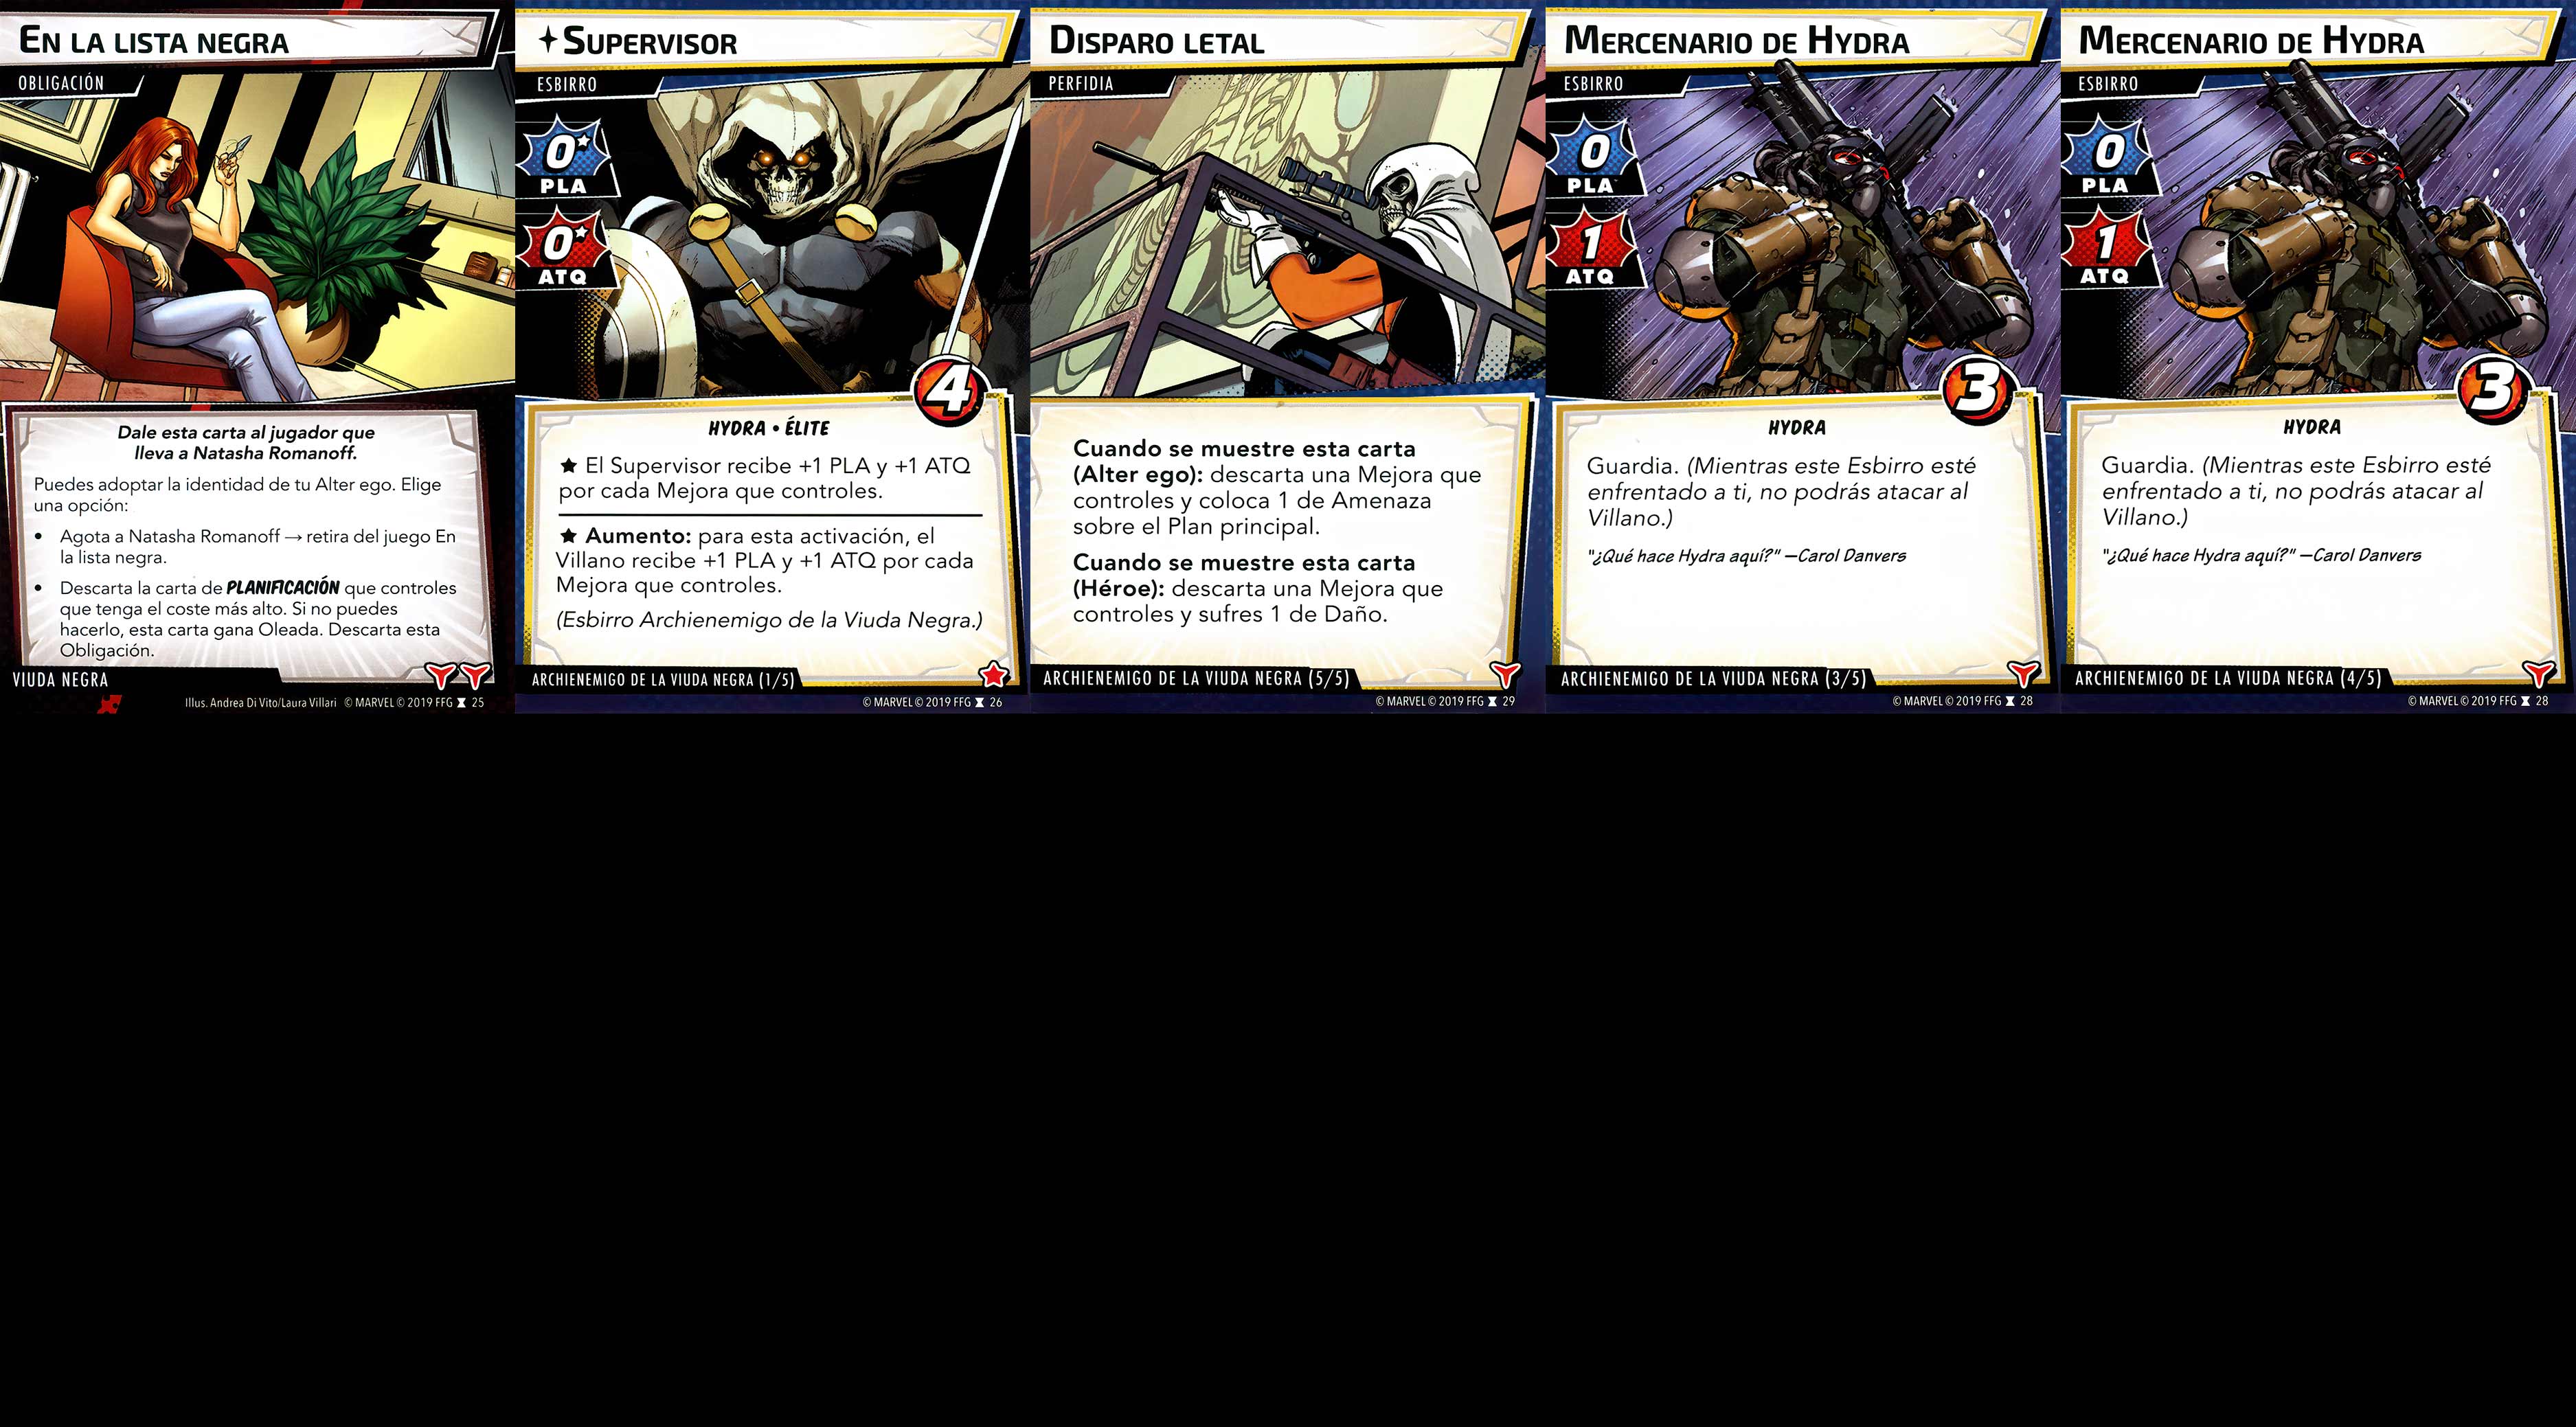 EN LA LISTA NEGRA
OBLIGACIÓN
Dale esta carta al jugador que
lleva a Natasha Romanoff.
Puedes adoptar la identidad de tu Alter ego. Elige
una opción:
• Agota a Natasha Romanoff → retira del juego En
la lista negra.
• Descarta la carta de PLANIFICACIÓN que controles
que tenga el coste más alto. Si no puedes
hacerlo, esta carta gana Oleada. Descarta esta
Obligación.
VIUDA NEGRA
Illus. Andrea Di Vito/Laura Villari © MARVEL © 2019 FFG 25
SUPERVISOR
ESBIRRO
0★
PLA
0★
ATQ
4
HYDRA • ÉLITE
★ El Supervisor recibe +1 PLA y +1 ATQ
por cada Mejora que controles.
★ Aumento: para esta activación, el
Villano recibe +1 PLA y +1 ATQ por cada
Mejora que controles.
(Esbirro Archienemigo de la Viuda Negra.)
ARCHIENEMIGO DE LA VIUDA NEGRA (1/5)
© MARVEL © 2019 FFG 26
DISPARO LETAL
PERFIDIA
Cuando se muestre esta carta
(Alter ego): descarta una Mejora que
controles y coloca 1 de Amenaza
sobre el Plan principal.
Cuando se muestre esta carta
(Héroe): descarta una Mejora que
controles y sufres 1 de Daño.
ARCHIENEMIGO DE LA VIUDA NEGRA (5/5)
© MARVEL © 2019 FFG 29
MERCENARIO DE HYDRA
ESBIRRO
0
PLA
1
ATQ
3
HYDRA
Guardia. (Mientras este Esbirro esté
enfrentado a ti, no podrás atacar al
Villano.)
"¿Qué hace Hydra aquí?" —Carol Danvers
ARCHIENEMIGO DE LA VIUDA NEGRA (3/5)
© MARVEL © 2019 FFG 28
MERCENARIO DE HYDRA
ESBIRRO
0
PLA
1
ATQ
3
HYDRA
Guardia. (Mientras este Esbirro esté
enfrentado a ti, no podrás atacar al
Villano.)
"¿Qué hace Hydra aquí?" —Carol Danvers
ARCHIENEMIGO DE LA VIUDA NEGRA (4/5)
© MARVEL © 2019 FFG 28